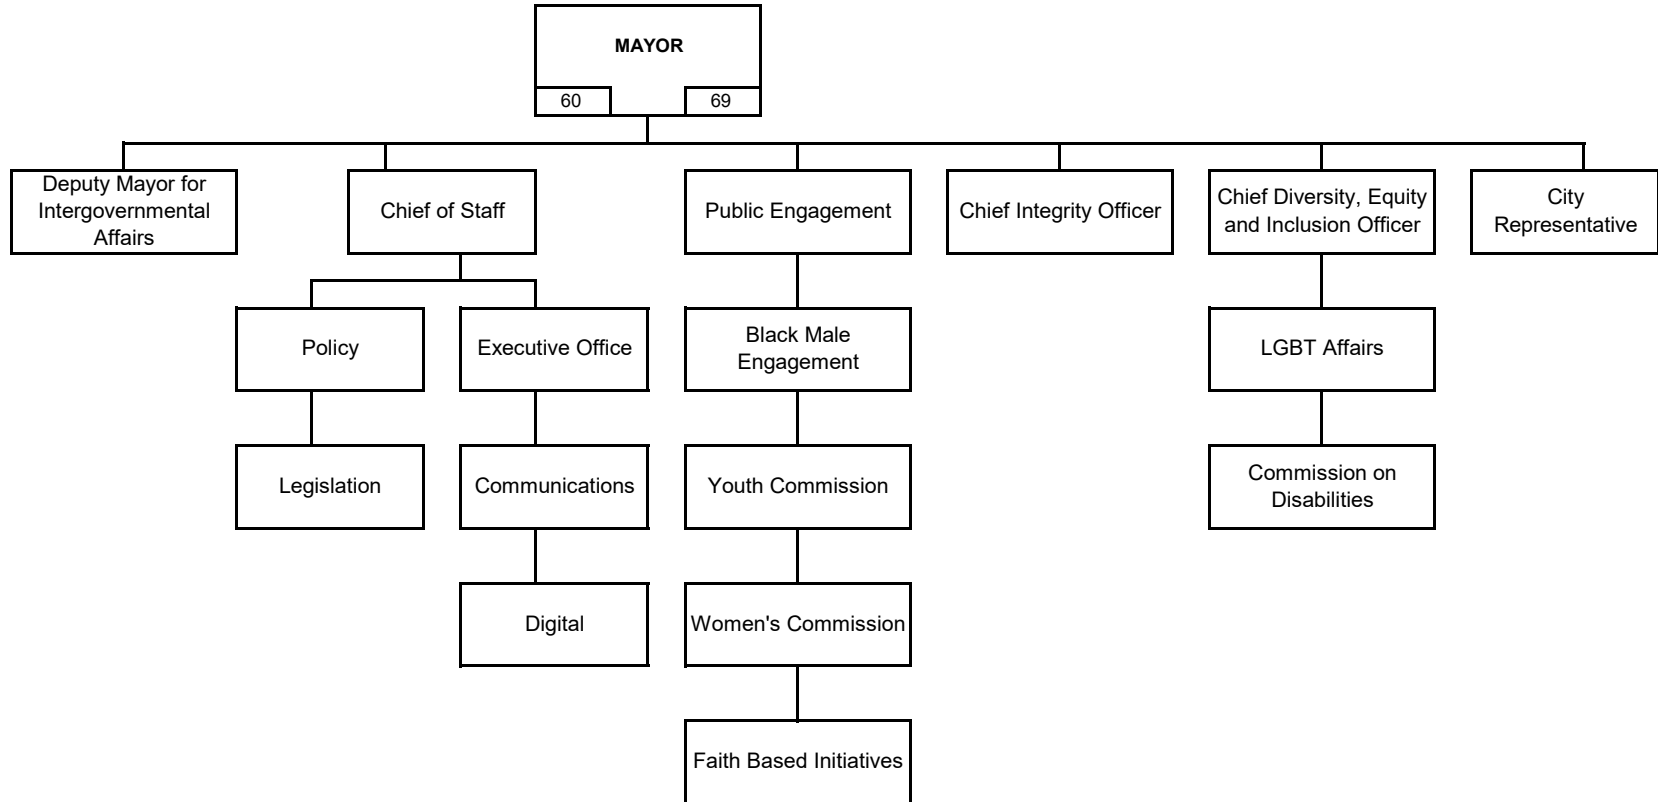 MAYOR
60
69
Deputy Mayor for
Intergovernmental
Affairs
Chief of Staff
Public Engagement
Chief Integrity Officer
Chief Diversity, Equity
and Inclusion Officer
City
Representative
Policy
Executive Office
Black Male
Engagement
LGBT Affairs
Legislation
Communications
Youth Commission
Commission on
Disabilities
Digital
Women's Commission
Faith Based Initiatives